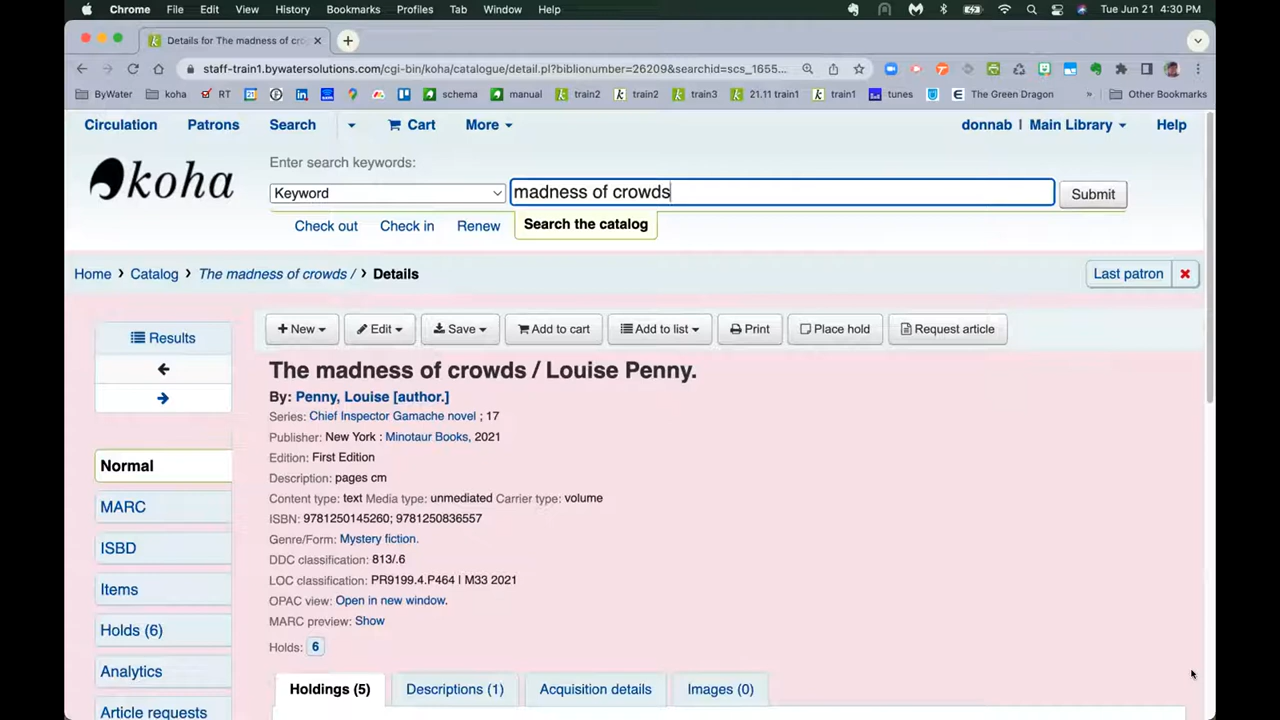 Chrome File Edit View History Bookmarks Profiles Tab Window Help Tue Jun 21 4:30 PM
Details for The madness of cro
staff-train1.bywatersolutions.com/cgi-bin/koha/catalogue/detail.pl?biblionumber=26209&searchid=scs_1655...
ByWater koha RT schema manual train2 train2 train3 21.11 train1 train1 tunes The Green Dragon » Other Bookmarks
Circulation Patrons Search Cart More donnab | Main Library Help
koha
Enter search keywords:
Keyword madness of crowds Submit
Check out Check in Renew Search the catalog
Home > Catalog > The madness of crowds / > Details Last patron
Results
+ New Edit Save Add to cart Add to list Print Place hold Request article
The madness of crowds / Louise Penny.
By: Penny, Louise [author.]
Series: Chief Inspector Gamache novel ; 17
Publisher: New York : Minotaur Books, 2021
Edition: First Edition
Description: pages cm
Content type: text Media type: unmediated Carrier type: volume
ISBN: 9781250145260; 9781250836557
Genre/Form: Mystery fiction.
DDC classification: 813/.6
LOC classification: PR9199.4.P464 | M33 2021
OPAC view: Open in new window.
MARC preview: Show
Holds: 6
Normal
MARC
ISBD
Items
Holds (6)
Analytics
Article requests
Holdings (5) Descriptions (1) Acquisition details Images (0)